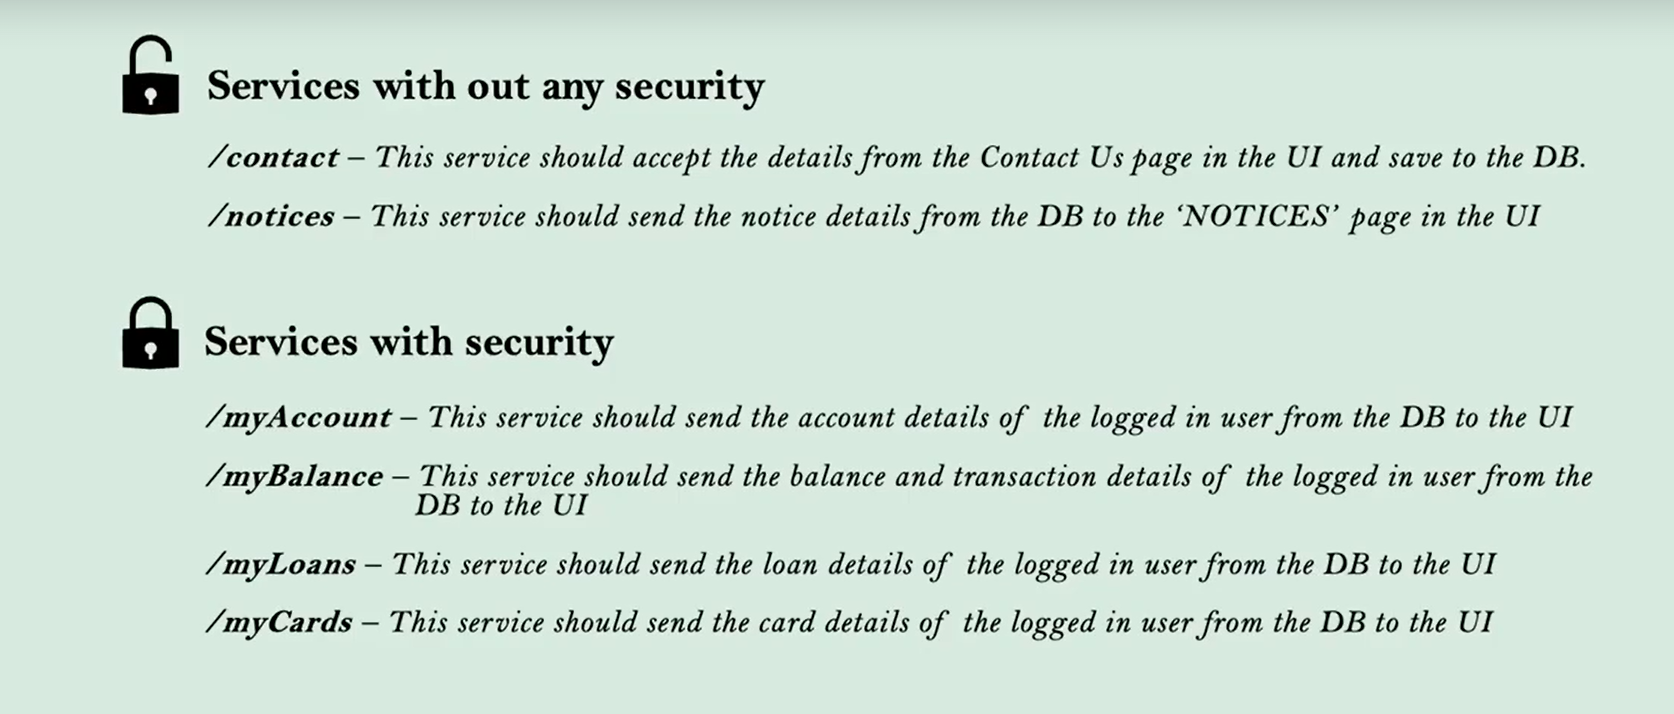 Services with out any security
/contact – This service should accept the details from the Contact Us page in the UI and save to the DB.
/notices – This service should send the notice details from the DB to the ‘NOTICES’ page in the UI
Services with security
/myAccount – This service should send the account details of the logged in user from the DB to the UI
/myBalance – This service should send the balance and transaction details of the logged in user from the
DB to the UI
/myLoans – This service should send the loan details of the logged in user from the DB to the UI
/myCards – This service should send the card details of the logged in user from the DB to the UI